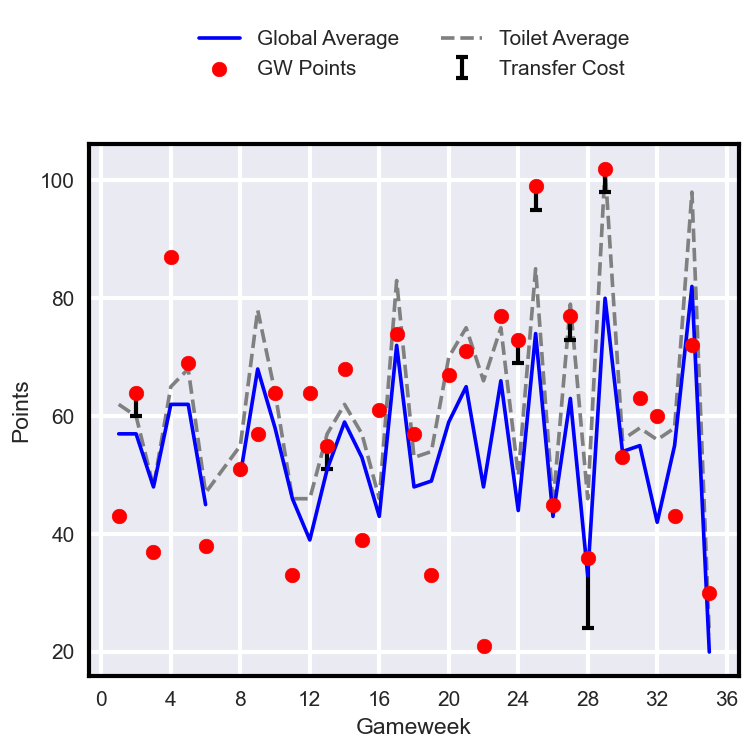 Global Average
Toilet Average
GW Points
Transfer Cost
100
80
60
40
20
Points
0 4 8 12 16 20 24 28 32 36
Gameweek